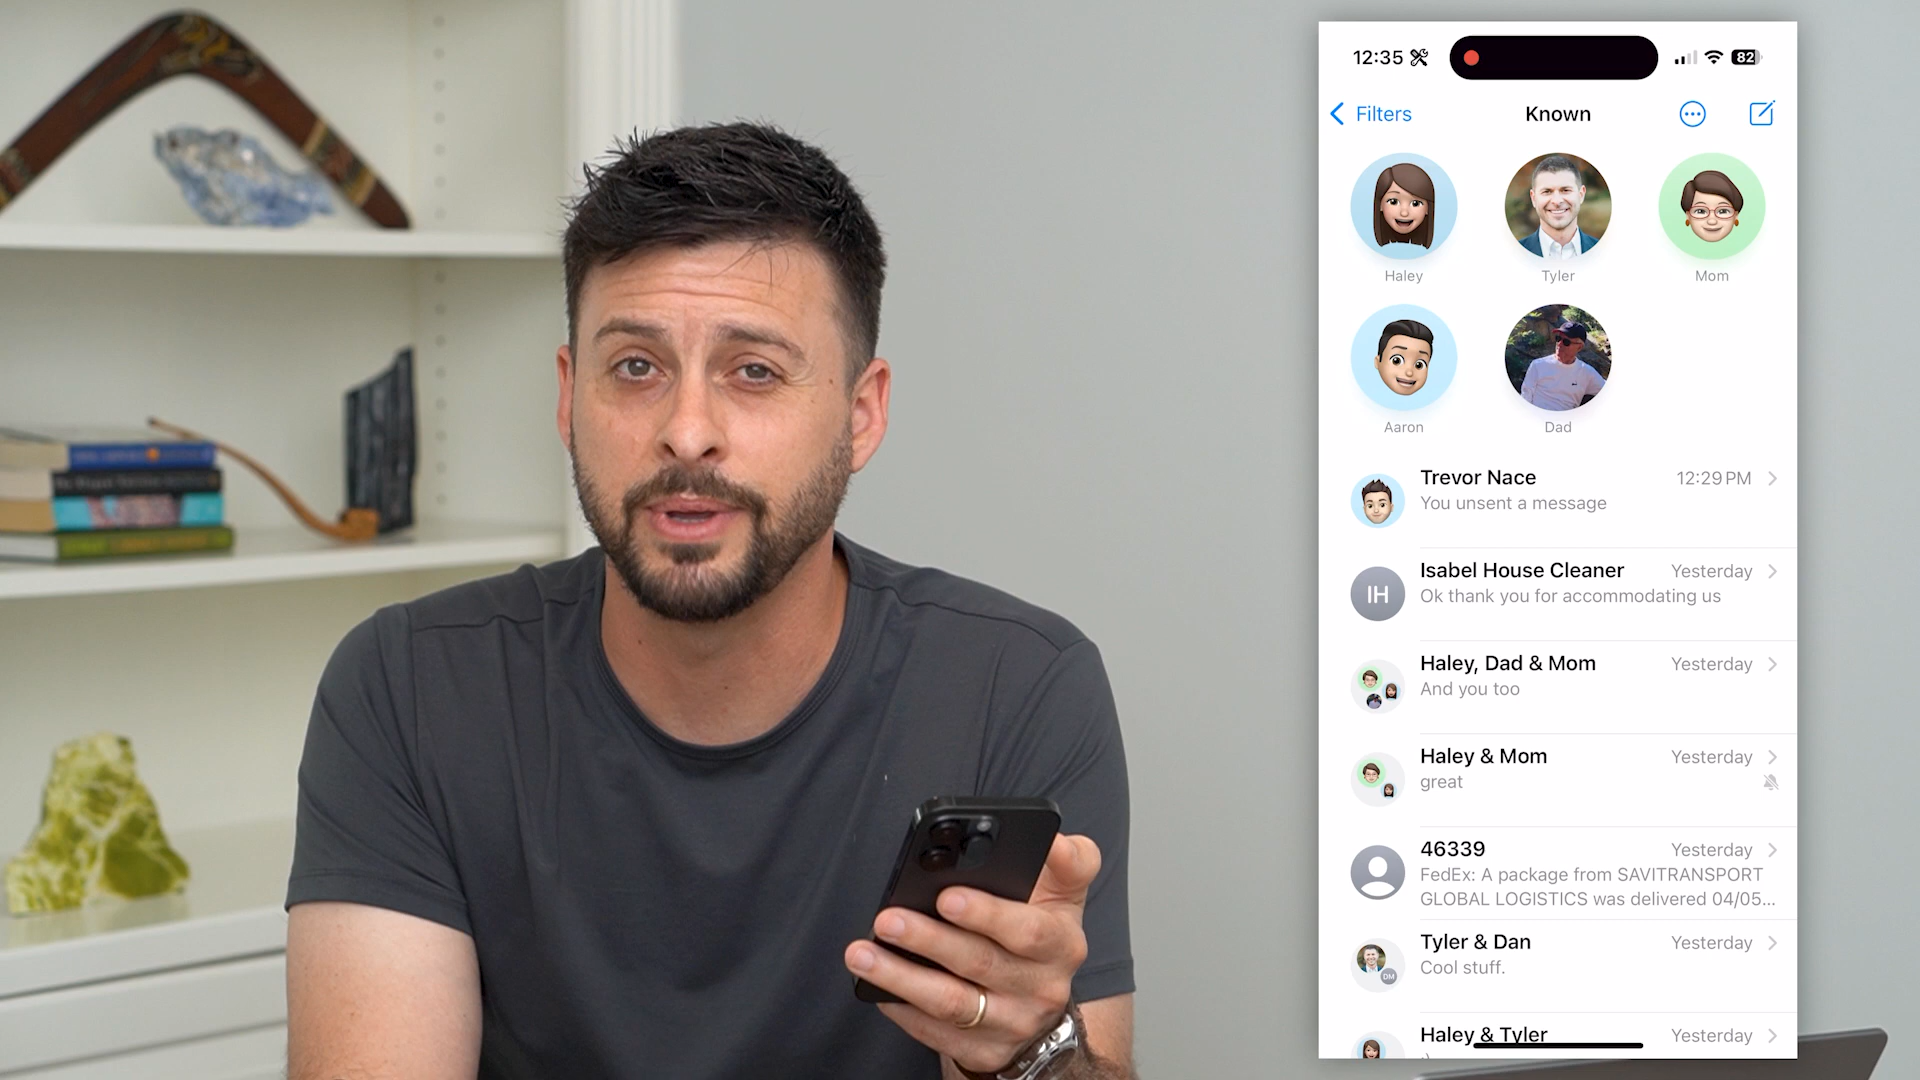 12:35
82
Filters
Known
Haley
Tyler
Mom
Aaron
Dad
Trevor Nace
12:29 PM
You unsent a message
IH
Isabel House Cleaner
Yesterday
Ok thank you for accommodating us
Haley, Dad & Mom
Yesterday
And you too
Haley & Mom
Yesterday
great
46339
Yesterday
FedEx: A package from SAVITRANSPORT
GLOBAL LOGISTICS was delivered 04/05...
Tyler & Dan
Yesterday
DM
Cool stuff.
Haley & Tyler
Yesterday